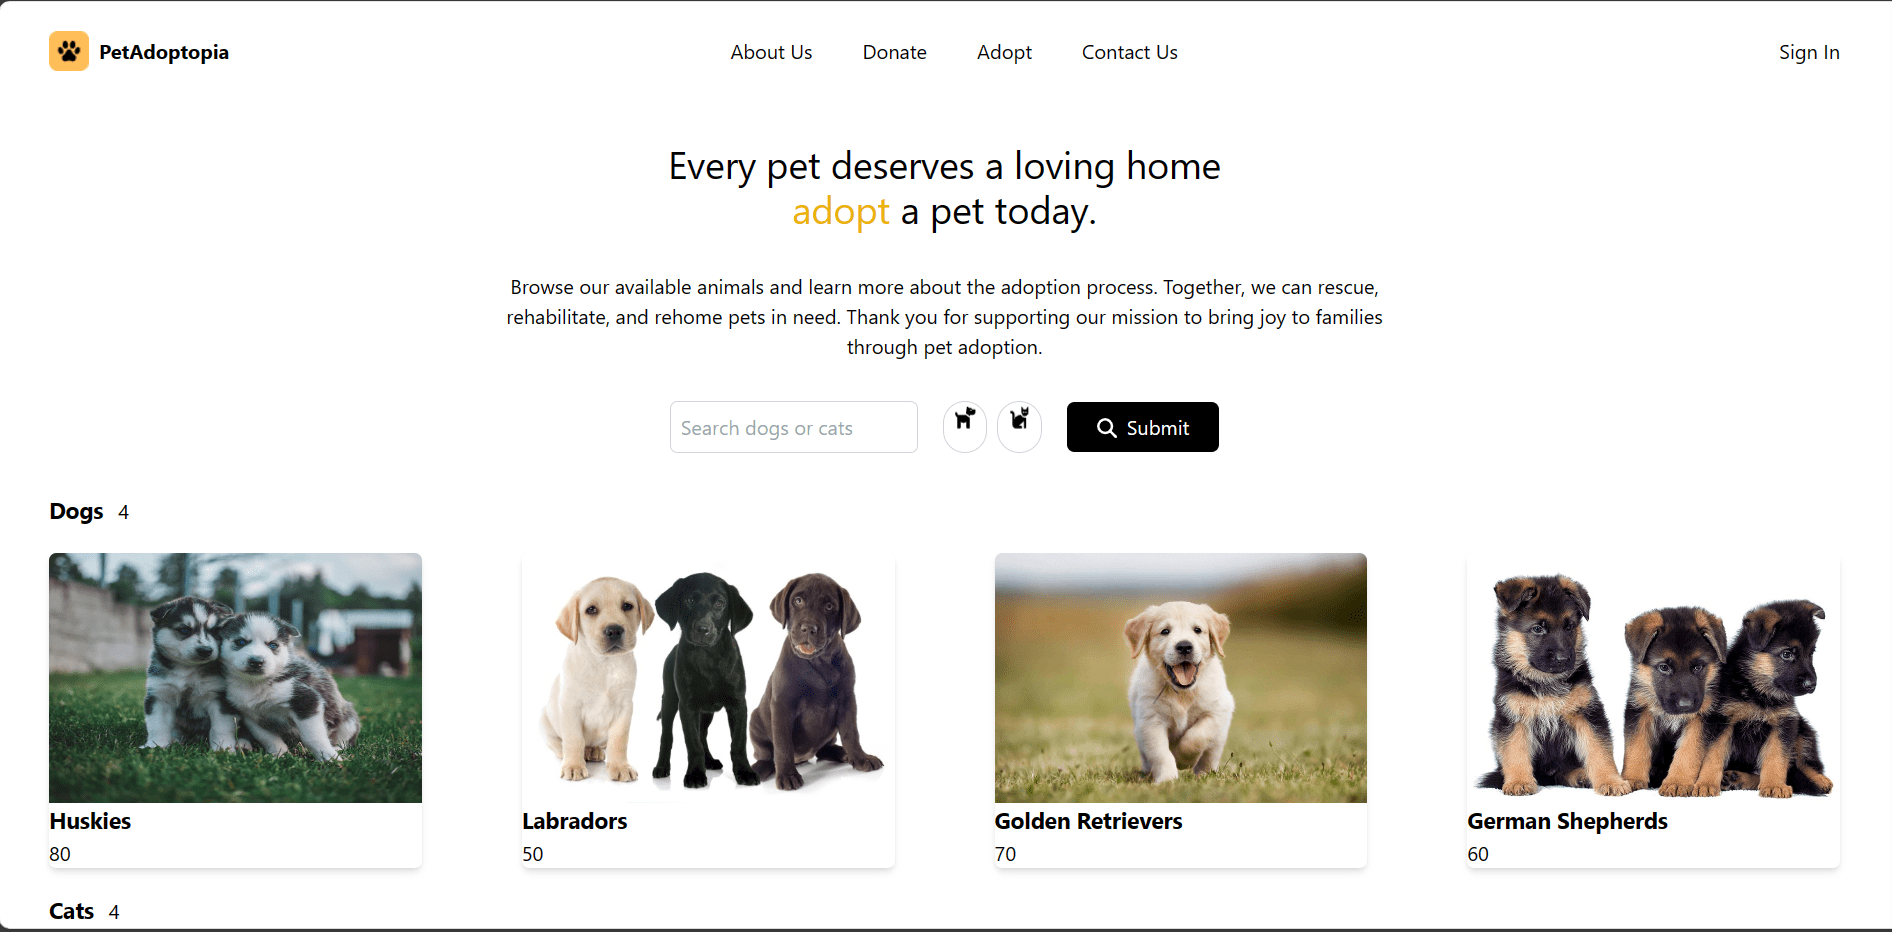 PetAdoptopia
About Us
Donate
Adopt
Contact Us
Sign In
Every pet deserves a loving home
adopt a pet today.
Browse our available animals and learn more about the adoption process. Together, we can rescue,
rehabilitate, and rehome pets in need. Thank you for supporting our mission to bring joy to families
through pet adoption.
Search dogs or cats
Submit
Dogs 4
Huskies
80
Labradors
50
Golden Retrievers
70
German Shepherds
60
Cats 4